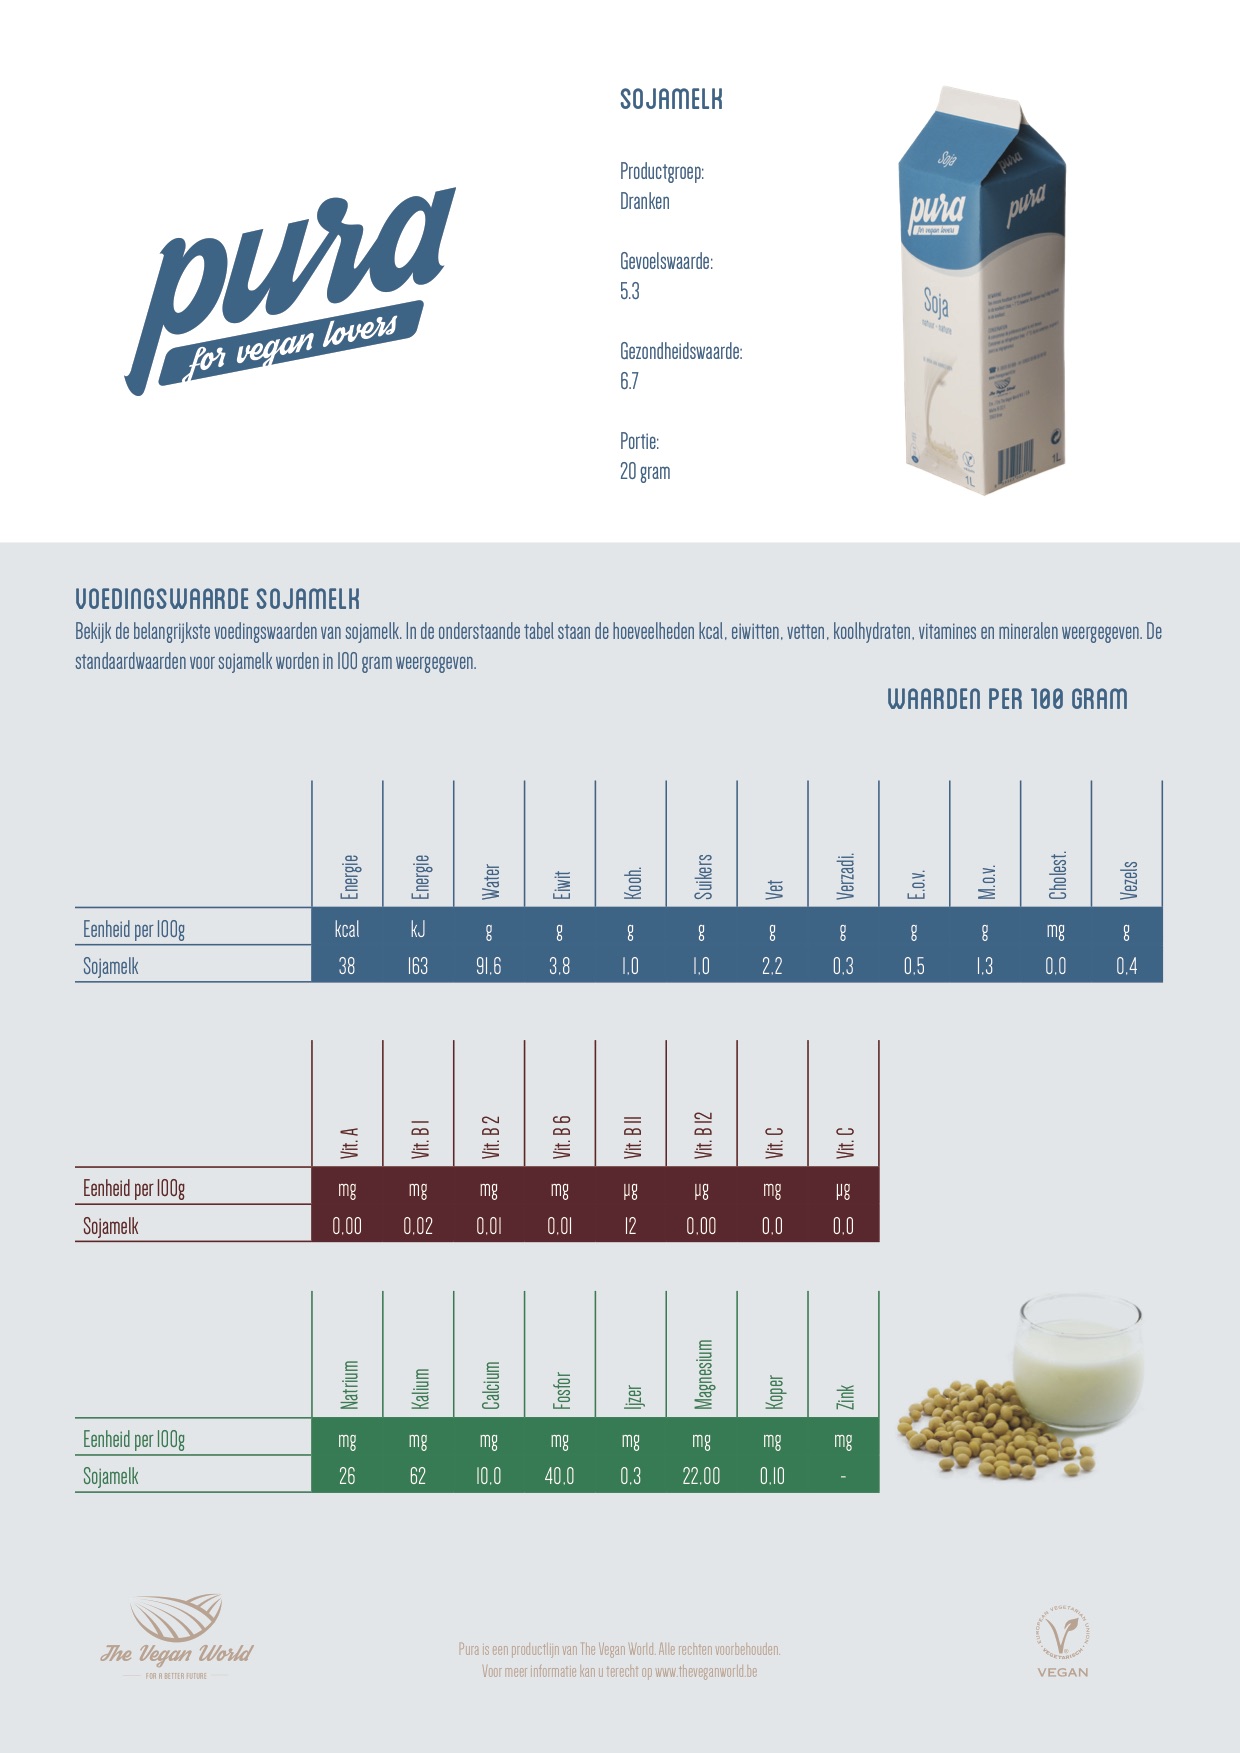 SOJAMELK
Productgroep:
Dranken
Gevoelswaarde:
5.3
Gezondheidswaarde:
6.7
Portie:
20 gram
pura
for vegan lovers
Soja
pura
pura
for vegan lovers
pura
Soja
natuur - nature
1L
1L
VOEDINGSWAARDE SOJAMELK
Bekijk de belangrijkste voedingswaarden van sojamelk. In de onderstaande tabel staan de hoeveelheden kcal, eiwitten, vetten, koolhydraten, vitamines en mineralen weergegeven. De
standaardwaarden voor sojamelk worden in 100 gram weergegeven.
WAARDEN PER 100 GRAM
Energie Energie Water Eiwit Kooh. Suikers Vet Verzadi. E.o.v. M.o.v. Cholest. Vezels
Eenheid per 100g kcal kJ g g g g g g g g mg g
Sojamelk 38 163 91,6 3,8 1,0 1,0 2,2 0,3 0,5 1,3 0,0 0,4
Vit. A Vit. B 1 Vit. B 2 Vit. B 6 Vit. B 11 Vit. B 12 Vit. C Vit. C
Eenheid per 100g mg mg mg mg µg µg mg µg
Sojamelk 0,00 0,02 0,01 0,01 12 0,00 0,0 0,0
Natrium Kalium Calcium Fosfor Ijzer Magnesium Koper Zink
Eenheid per 100g mg mg mg mg mg mg mg mg
Sojamelk 26 62 10,0 40,0 0,3 22,00 0,10 -
The Vegan World
FOR A BETTER FUTURE
Pura is een productlijn van The Vegan World. Alle rechten voorbehouden.
Voor meer informatie kan u terecht op www.theveganworld.be
EUROPEAN VEGETARIAN UNION
VEGETARISCH
VEGAN